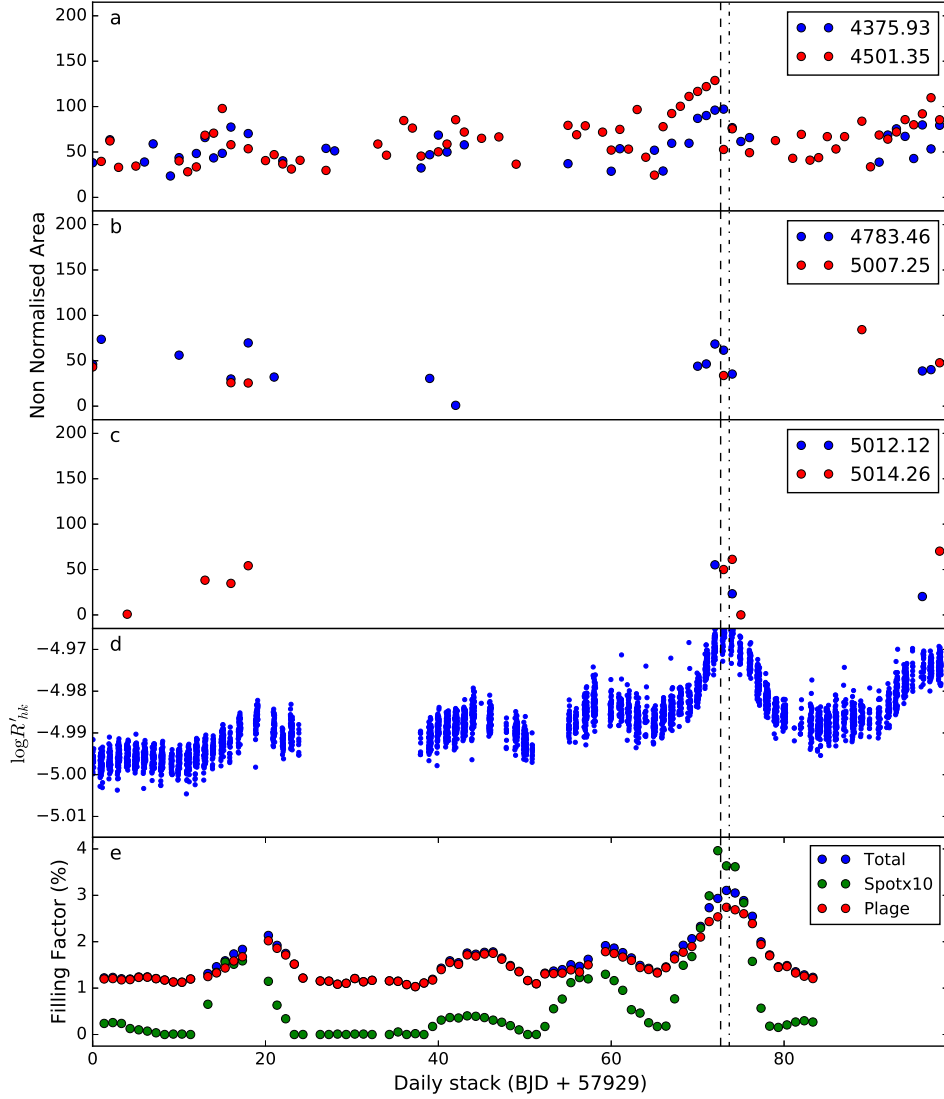 a
200
150
100
50
0
4375.93
4501.35
b
200
150
100
50
0
4783.46
5007.25
Non Normalised Area
c
200
150
100
50
0
5012.12
5014.26
d
−4.97
−4.98
−4.99
−5.00
−5.01
logR′hk
e
4
3
2
1
0
Filling Factor (%)
Total
Spotx10
Plage
0 20 40 60 80
Daily stack (BJD + 57929)